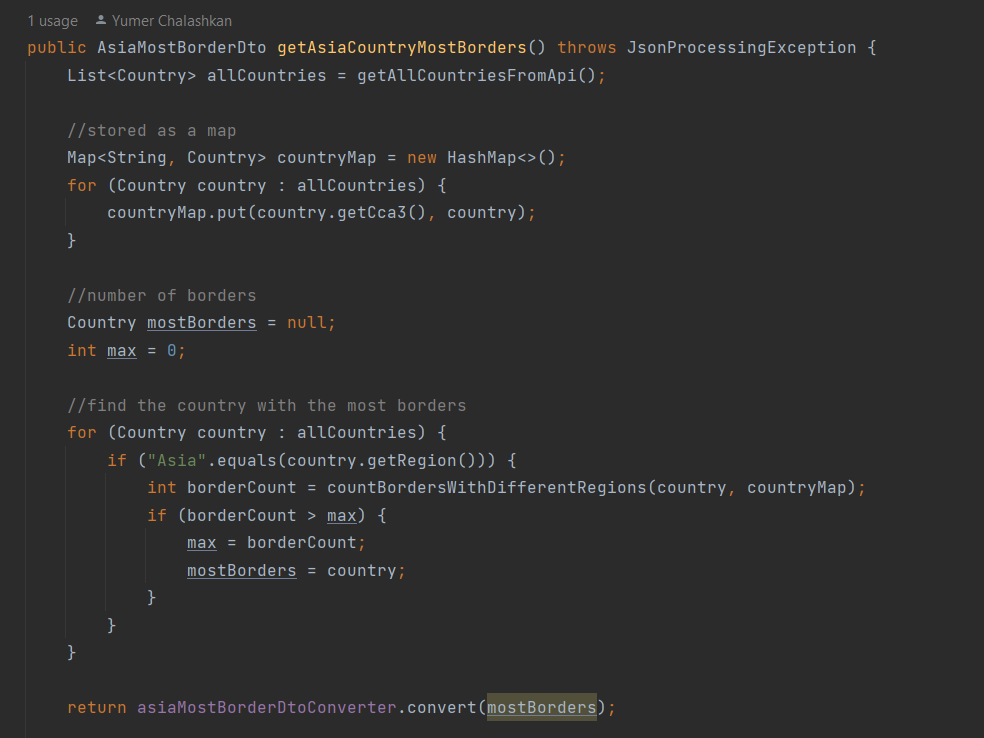 1 usage Yumer Chalashkan
public AsiaMostBorderDto getAsiaCountryMostBorders() throws JsonProcessingException {
List<Country> allCountries = getAllCountriesFromApi();
//stored as a map
Map<String, Country> countryMap = new HashMap<>();
for (Country country : allCountries) {
countryMap.put(country.getCca3(), country);
}
//number of borders
Country mostBorders = null;
int max = 0;
//find the country with the most borders
for (Country country : allCountries) {
if ("Asia".equals(country.getRegion())) {
int borderCount = countBordersWithDifferentRegions(country, countryMap);
if (borderCount > max) {
max = borderCount;
mostBorders = country;
}
}
}
return asiaMostBorderDtoConverter.convert(mostBorders);